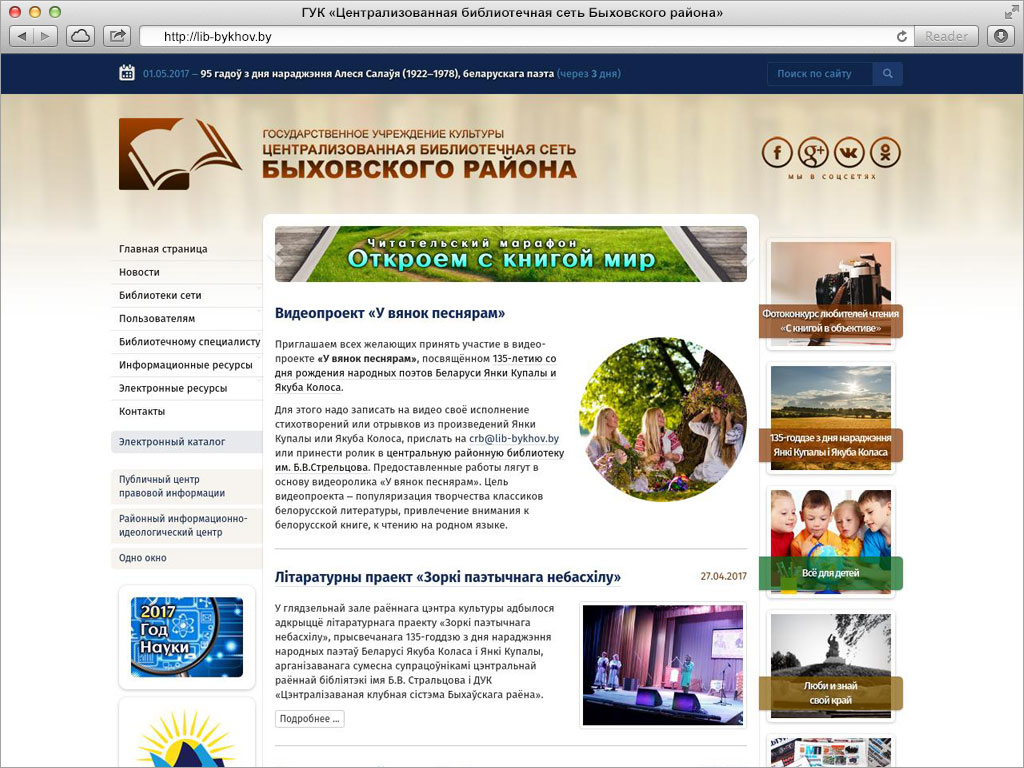 ГУК «Централизованная библиотечная сеть Быховского района»
http://lib-bykhov.by
Reader
01.05.2017 – 95 гадоў з дня нараджэння Алеся Салаўя (1922–1978), беларускага паэта (через 3 дня)
Поиск по сайту
ГОСУДАРСТВЕННОЕ УЧРЕЖДЕНИЕ КУЛЬТУРЫ
ЦЕНТРАЛИЗОВАННАЯ БИБЛИОТЕЧНАЯ СЕТЬ
БЫХОВСКОГО РАЙОНА
f
g+
МЫ В СОЦСЕТЯХ
Главная страница
Новости
Библиотеки сети
Пользователям
Библиотечному специалисту
Информационные ресурсы
Электронные ресурсы
Контакты
Электронный каталог
Публичный центр
правовой информации
Районный информационно-
идеологический центр
Одно окно
2017
Год
Науки
Читательский марафон
Откроем с книгой мир
Видеопроект «У вянок песнярам»
Приглашаем всех желающих принять участие в видео-
проекте «У вянок песнярам», посвящённом 135-летию со
дня рождения народных поэтов Беларуси Янки Купалы и
Якуба Колоса.
Для этого надо записать на видео своё исполнение
стихотворений или отрывков из произведений Янки
Купалы или Якуба Колоса, прислать на crb@lib-bykhov.by
или принести ролик в центральную районную библиотеку
им. Б.В.Стрельцова. Предоставленные работы лягут в
основу видеоролика «У вянок песнярам». Цель
видеопроекта – популяризация творчества классиков
белорусской литературы, привлечение внимания к
белорусской книге, к чтению на родном языке.
Літаратурны праект «Зоркі паэтычнага небасхілу»
27.04.2017
У глядзельнай зале раённага цэнтра культуры адбылося
адкрыццё літаратурнага праекту «Зоркі паэтычнага
небасхілу», прысвечанага 135-годдзю з дня нараджэння
народных паэтаў Беларусі Якуба Коласа і Янкі Купалы,
арганізаванага сумесна супрацоўнікамі цэнтральнай
раённай бібліятэкі імя Б.В. Стральцова і ДУК
«Цэнтралізаваная клубная сістэма Быхаўскага раёна».
Подробнее ...
Фотоконкурс любителей чтения
«С книгой в объективе»
135-годдзе з дня нараджэння
Янкі Купалы і Якуба Коласа
Всё для детей
Люби и знай
свой край